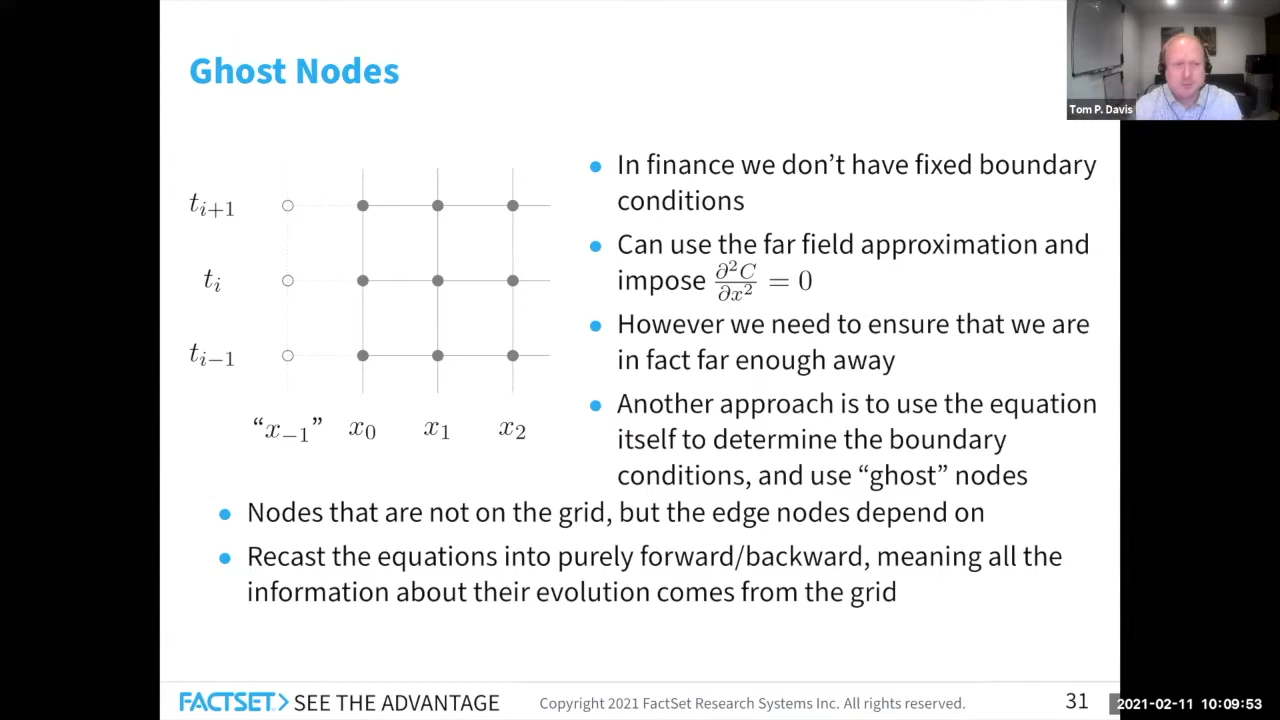 Ghost Nodes
Tom P. Davis
t_{i+1}
t_i
t_{i−1}
“x_{−1}” x_0 x_1 x_2
• In finance we don’t have fixed boundary
conditions
• Can use the far field approximation and
impose ∂²C/∂x² = 0
• However we need to ensure that we are
in fact far enough away
• Another approach is to use the equation
itself to determine the boundary
conditions, and use “ghost” nodes
• Nodes that are not on the grid, but the edge nodes depend on
• Recast the equations into purely forward/backward, meaning all the
information about their evolution comes from the grid
FACTSET SEE THE ADVANTAGE
Copyright 2021 FactSet Research Systems Inc. All rights reserved.
31
2021-02-11 10:09:53